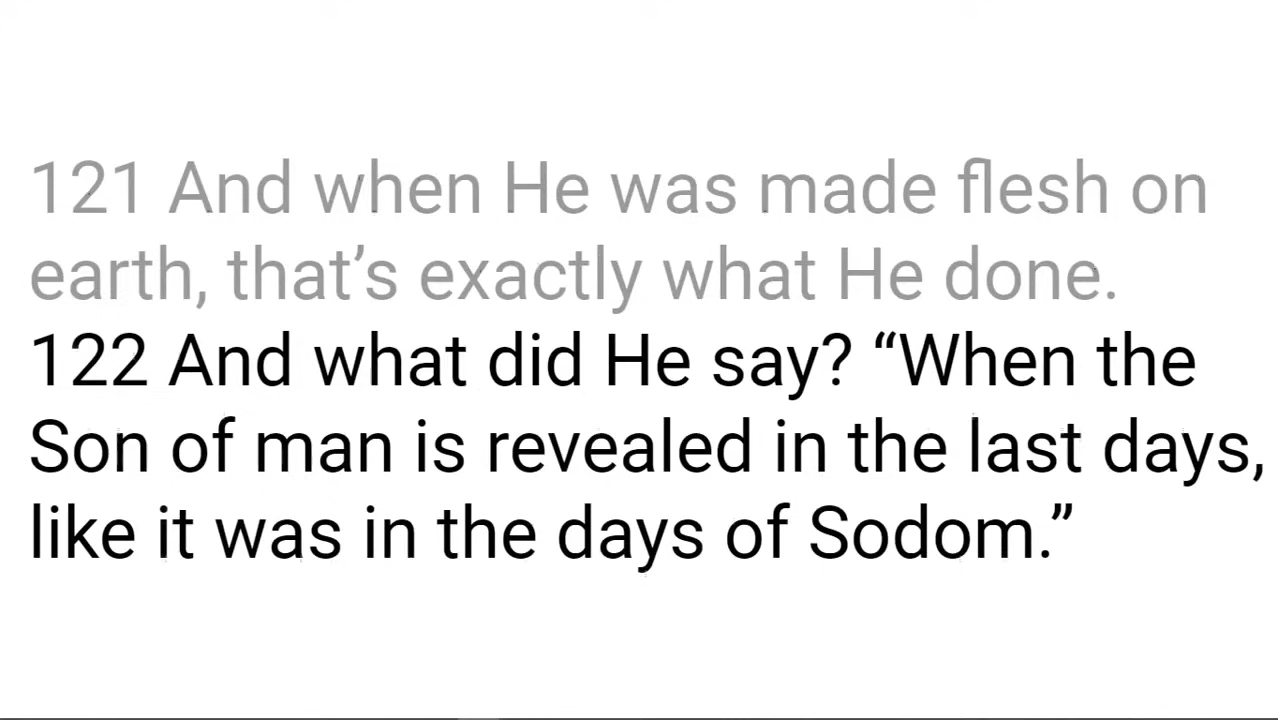 121 And when He was made flesh on
earth, that’s exactly what He done.
122 And what did He say? “When the
Son of man is revealed in the last days,
like it was in the days of Sodom.”